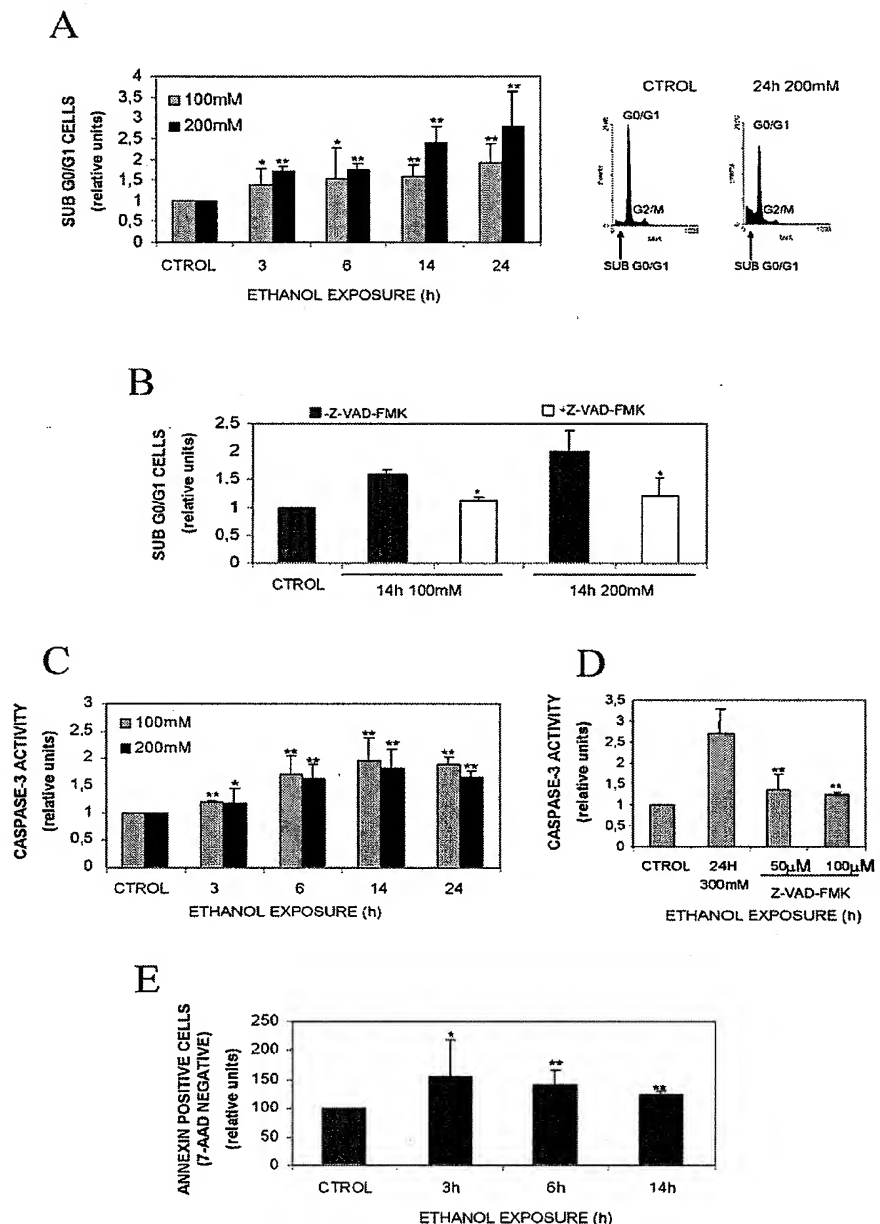 A
SUB G0/G1 CELLS
(relative units)
4
3,5
3
2,5
2
1,5
1
0,5
0
100mM
200mM
* ** * ** ** ** ** **
CTROL 3 6 14 24
ETHANOL EXPOSURE (h)
CTROL
G0/G1
G2/M
SUB G0/G1
24h 200mM
G0/G1
G2/M
SUB G0/G1
B
-Z-VAD-FMK
+Z-VAD-FMK
SUB G0/G1 CELLS
(relative units)
2,5
2
1,5
1
0,5
0
* *
CTROL 14h 100mM 14h 200mM
C
CASPASE-3 ACTIVITY
(relative units)
3
2,5
2
1,5
1
0,5
0
100mM
200mM
** * ** ** ** ** ** **
CTROL 3 6 14 24
ETHANOL EXPOSURE (h)
D
CASPASE-3 ACTIVITY
(relative units)
3,5
3
2,5
2
1,5
1
0,5
0
** **
CTROL 24H 50μM 100μM
300mM Z-VAD-FMK
ETHANOL EXPOSURE (h)
E
ANNEXIN POSITIVE CELLS
(7-AAD NEGATIVE)
(relative units)
250
200
150
100
50
0
* ** **
CTROL 3h 6h 14h
ETHANOL EXPOSURE (h)